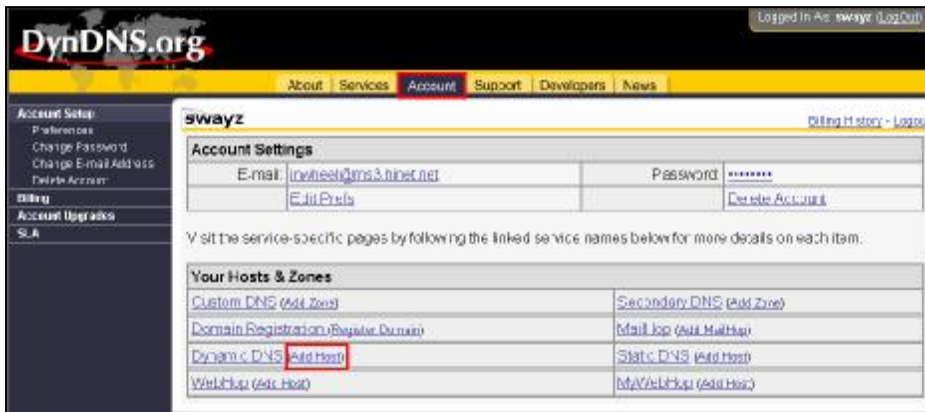 Logged In As: swayz (LogOut)
DynDNS.org
About Services Account Support Developers News
Account Setup
Preferences
Change Password
Change E-mail Address
Delete Account
Billing
Account Upgrades
SLA
swayz
Billing History - Logou
Account Settings
E-mail: Password:
Edit Prefs Delete Account
Visit the service-specific pages by following the linked service names below for more details on each item.
Your Hosts & Zones
Custom DNS (Add Zone) Secondary DNS (Add Zone)
Domain Registration (Register Domain) MailHop (Add MailHop)
Dynamic DNS (Add Host) Static DNS (Add Host)
WebHop (Add Host) MyWebHop (Add Host)